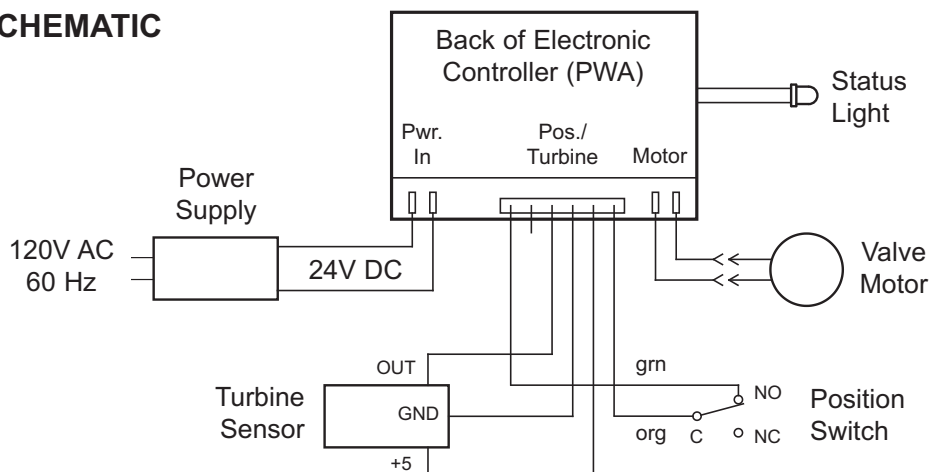 CHEMATIC
Back of Electronic
Controller (PWA)
Status
Light
Pwr.
In
Pos./
Turbine
Motor
Power
Supply
120V AC
60 Hz
24V DC
Valve
Motor
OUT
GND
+5
Turbine
Sensor
grn
org
C
NO
NC
Position
Switch